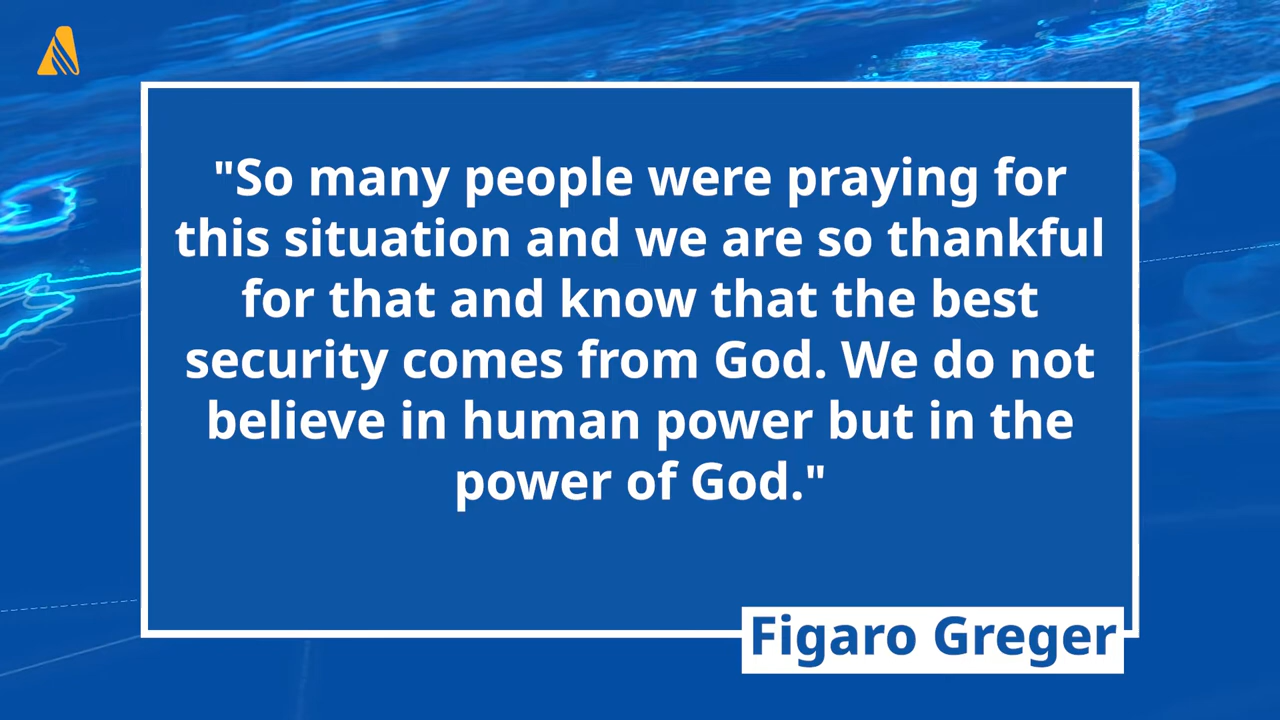 "So many people were praying for
this situation and we are so thankful
for that and know that the best
security comes from God. We do not
believe in human power but in the
power of God."
Figaro Greger